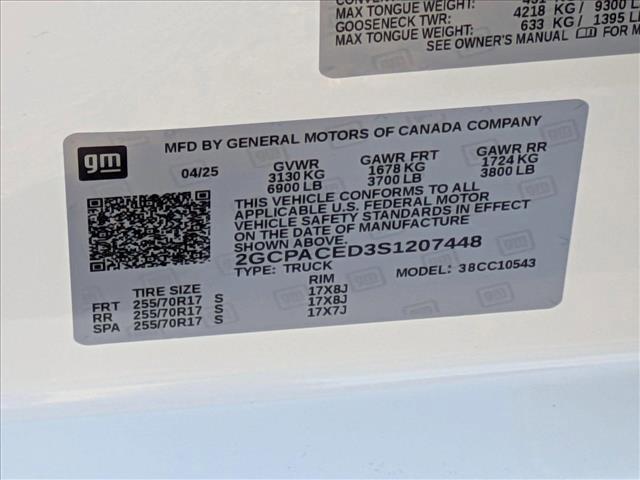 MAX TONGUE WEIGHT:
GOOSENECK TWR: 4218 KG / 9300 L
MAX TONGUE WEIGHT: 633 KG / 1395 LB
SEE OWNER'S MANUAL FOR M
gm
MFD BY GENERAL MOTORS OF CANADA COMPANY
04/25 GVWR GAWR FRT GAWR RR
3130 KG 1678 KG 1724 KG
6900 LB 3700 LB 3800 LB
THIS VEHICLE CONFORMS TO ALL
APPLICABLE U.S. FEDERAL MOTOR
VEHICLE SAFETY STANDARDS IN EFFECT
ON THE DATE OF MANUFACTURE
SHOWN ABOVE.
2GCPACED3S1207448
TYPE: TRUCK MODEL: 38CC10543
TIRE SIZE RIM
FRT 255/70R17 S 17X8J
RR 255/70R17 S 17X8J
SPA 255/70R17 S 17X7J